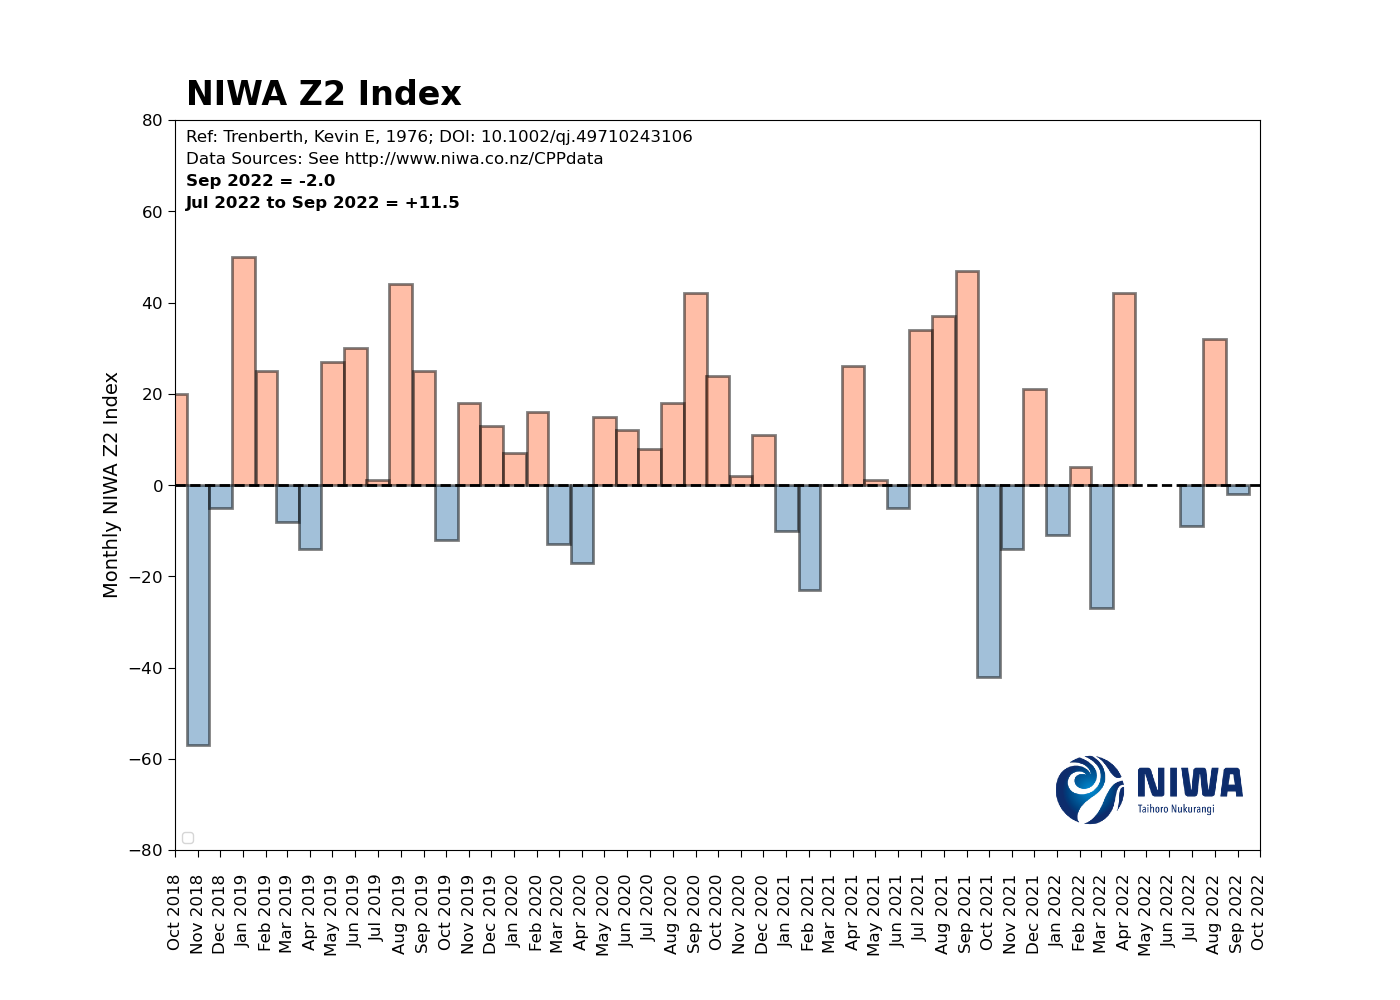 NIWA Z2 Index
Ref: Trenberth, Kevin E, 1976; DOI: 10.1002/qj.49710243106
Data Sources: See http://www.niwa.co.nz/CPPdata
Sep 2022 = -2.0
Jul 2022 to Sep 2022 = +11.5
Monthly NIWA Z2 Index
80
60
40
20
0
−20
−40
−60
−80
NIWA
Taihoro Nukurangi
Oct 2018
Nov 2018
Dec 2018
Jan 2019
Feb 2019
Mar 2019
Apr 2019
May 2019
Jun 2019
Jul 2019
Aug 2019
Sep 2019
Oct 2019
Nov 2019
Dec 2019
Jan 2020
Feb 2020
Mar 2020
Apr 2020
May 2020
Jun 2020
Jul 2020
Aug 2020
Sep 2020
Oct 2020
Nov 2020
Dec 2020
Jan 2021
Feb 2021
Mar 2021
Apr 2021
May 2021
Jun 2021
Jul 2021
Aug 2021
Sep 2021
Oct 2021
Nov 2021
Dec 2021
Jan 2022
Feb 2022
Mar 2022
Apr 2022
May 2022
Jun 2022
Jul 2022
Aug 2022
Sep 2022
Oct 2022